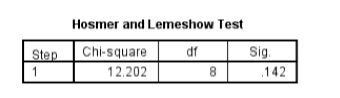 Hosmer and Lemeshow Test
Step Chi-square df Sig.
1 12.202 8 .142